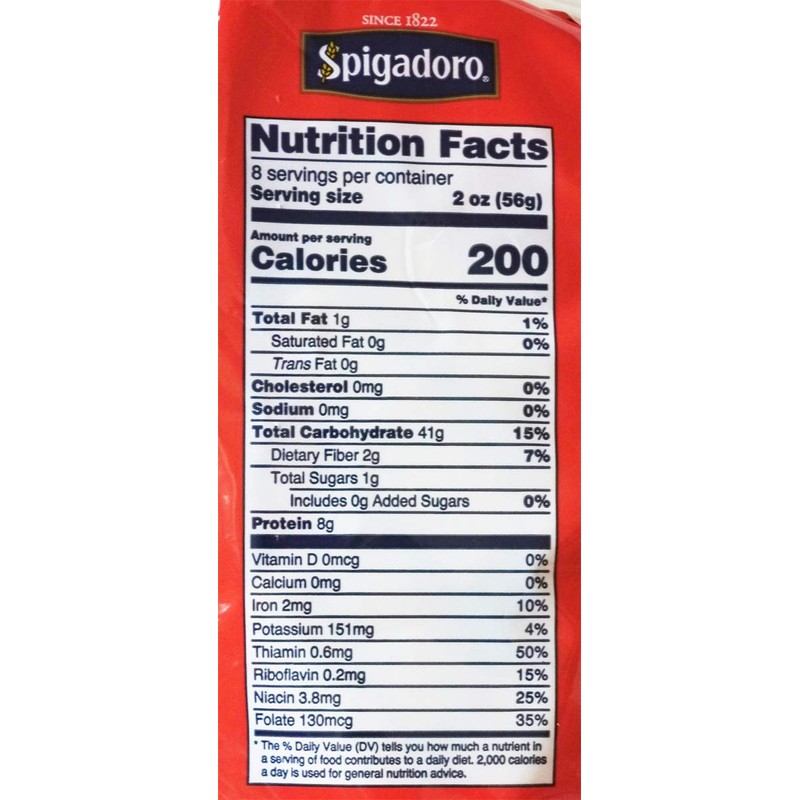 SINCE 1822
Spigadoro®
Nutrition Facts
8 servings per container
Serving size 2 oz (56g)
Amount per serving
Calories 200
% Daily Value*
Total Fat 1g 1%
Saturated Fat 0g 0%
Trans Fat 0g
Cholesterol 0mg 0%
Sodium 0mg 0%
Total Carbohydrate 41g 15%
Dietary Fiber 2g 7%
Total Sugars 1g
Includes 0g Added Sugars 0%
Protein 8g
Vitamin D 0mcg 0%
Calcium 0mg 0%
Iron 2mg 10%
Potassium 151mg 4%
Thiamin 0.6mg 50%
Riboflavin 0.2mg 15%
Niacin 3.8mg 25%
Folate 130mcg 35%
* The % Daily Value (DV) tells you how much a nutrient in
a serving of food contributes to a daily diet. 2,000 calories
a day is used for general nutrition advice.